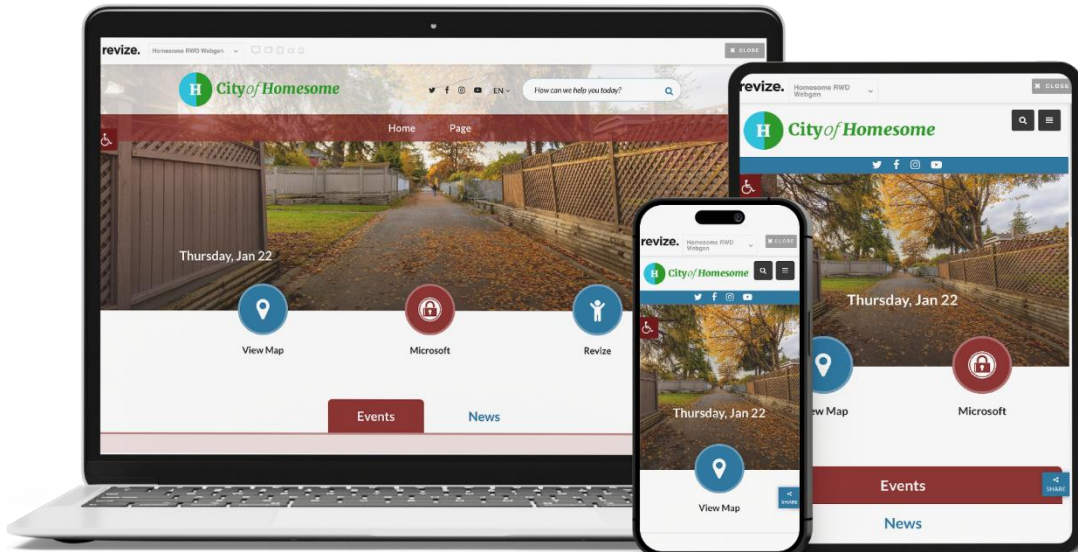 revize.
Homesome RWD Webgen
CLOSE
H
City of Homesome
EN
How can we help you today?
Home Page
Thursday, Jan 22
View Map
Microsoft
Revize
Events
News
revize.
Homesome RWD
Webgen
CLOSE
H
City of Homesome
Thursday, Jan 22
View Map
SHARE
revize.
Homesome RWD
Webgen
CLOSE
H
City of Homesome
Thursday, Jan 22
Map
Microsoft
Events
SHARE
News